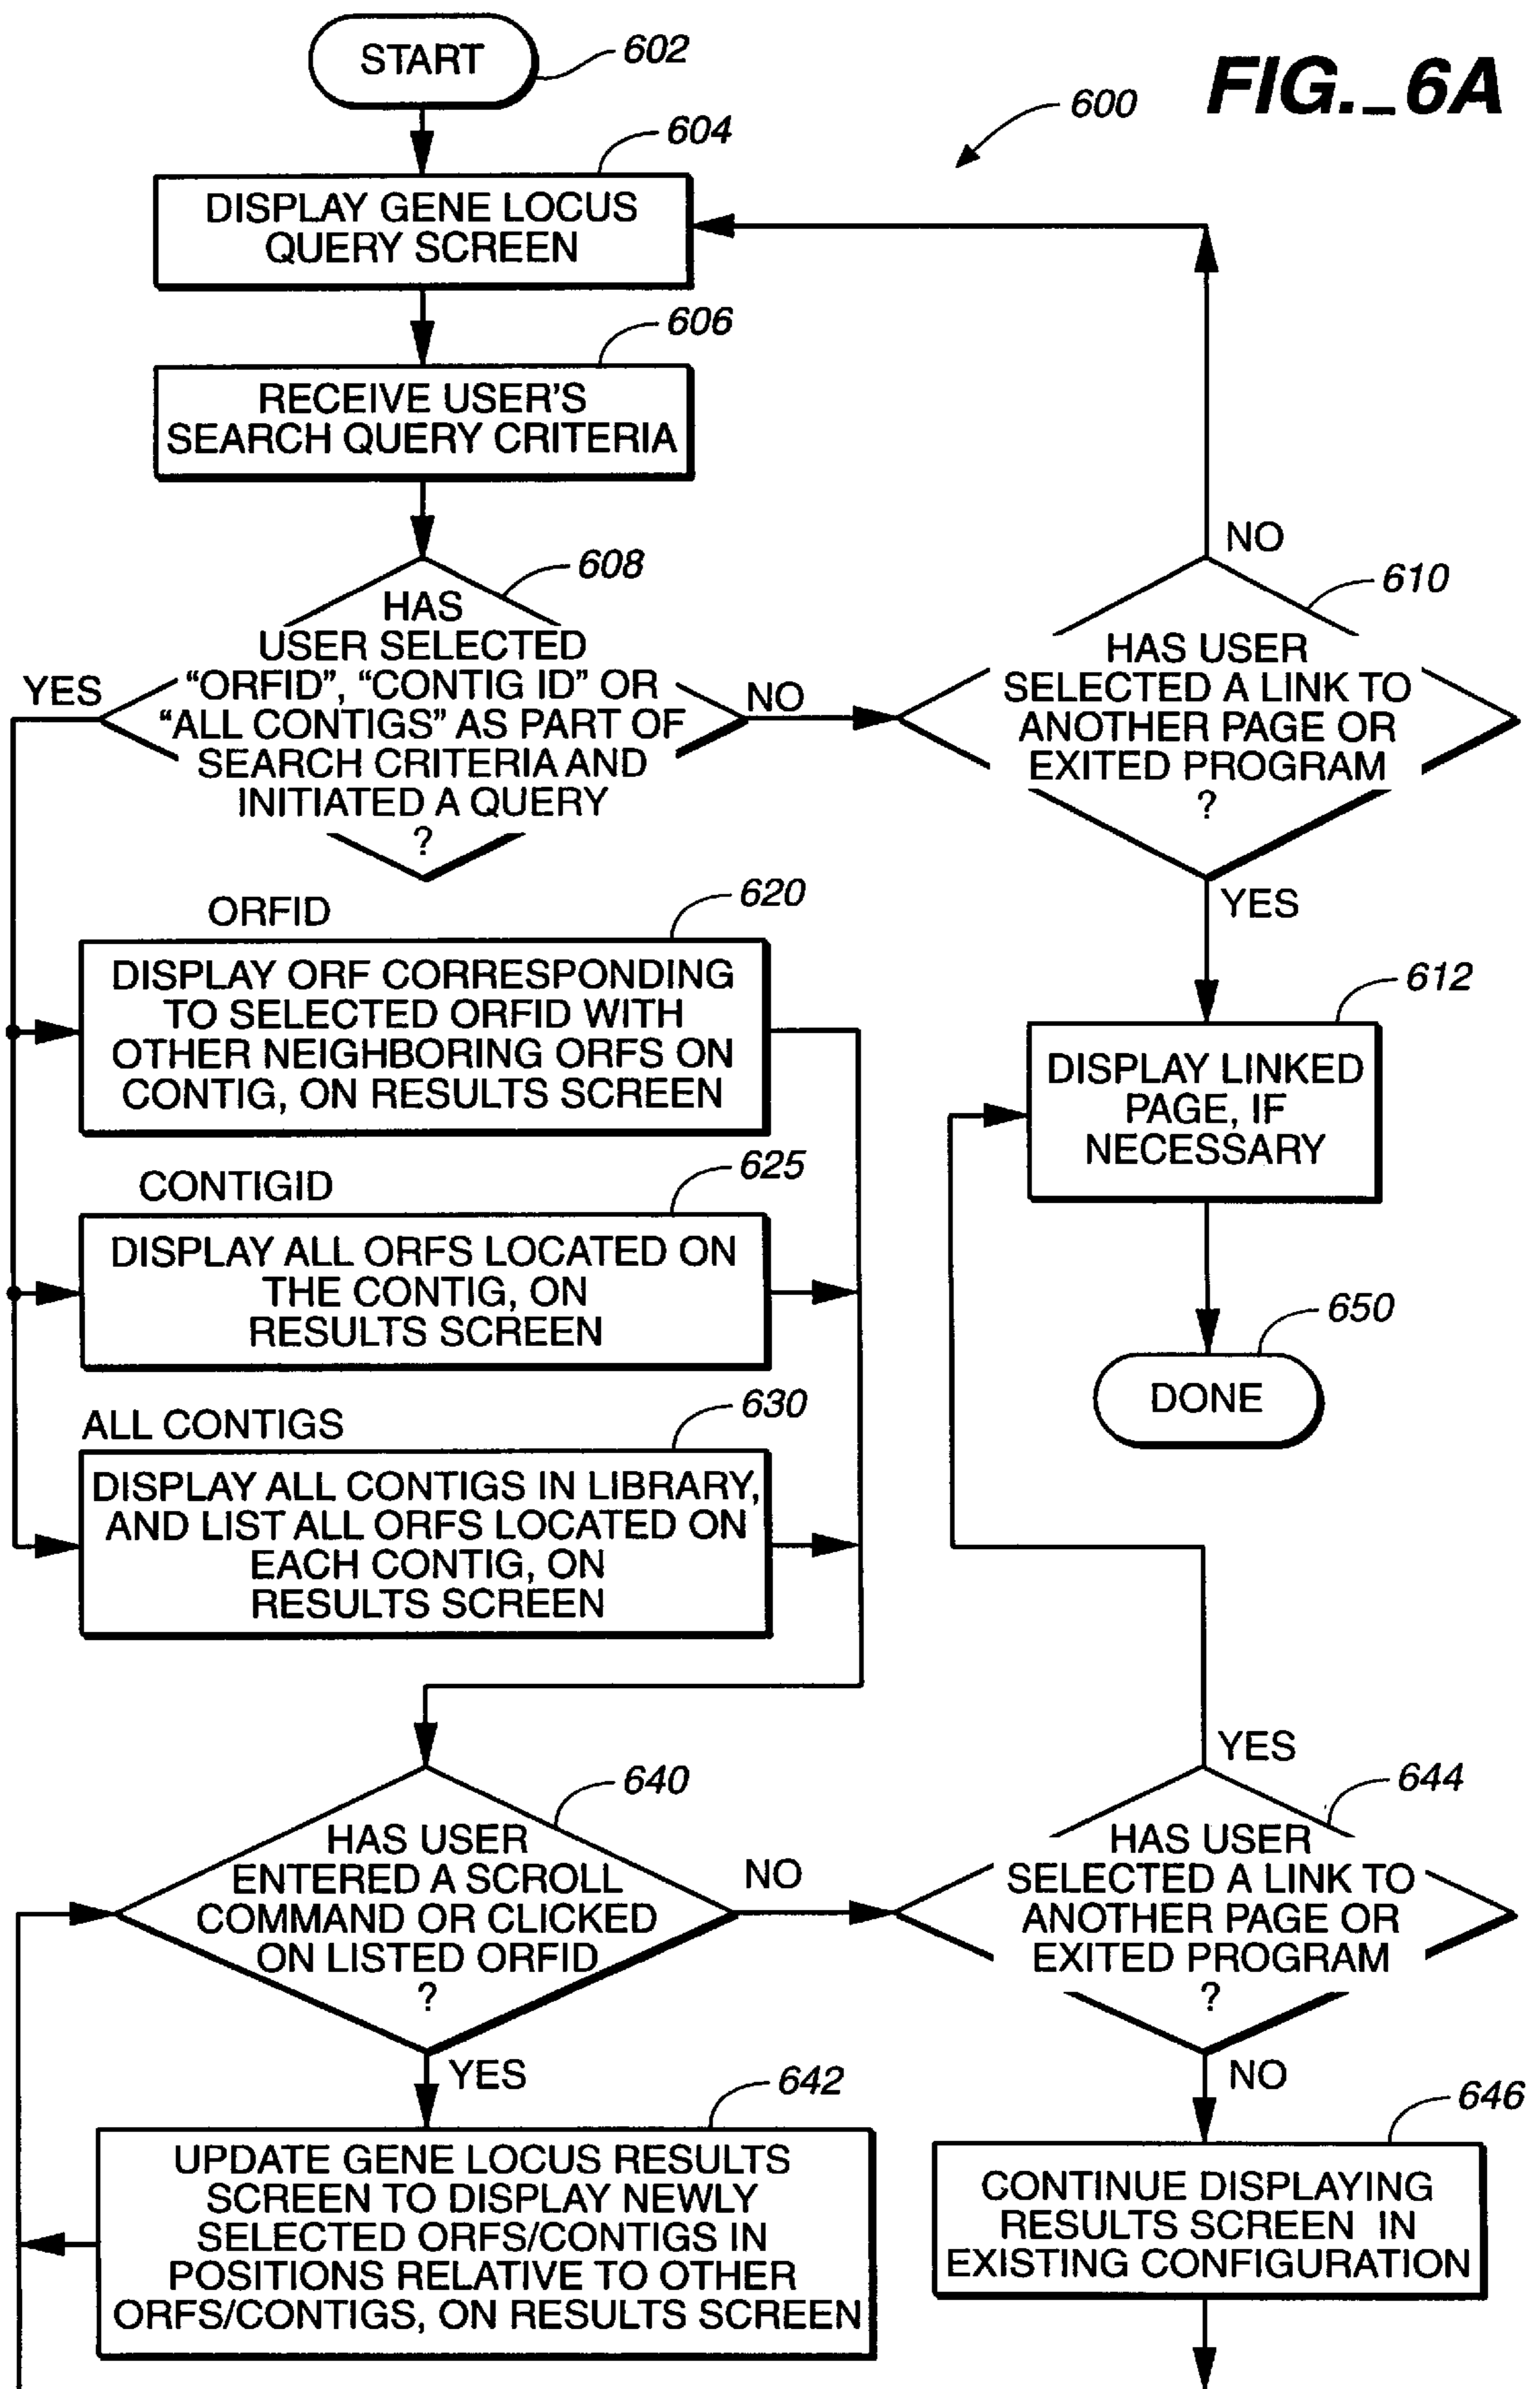 START
602
600
FIG._6A
604
DISPLAY GENE LOCUS
QUERY SCREEN
606
RECEIVE USER'S
SEARCH QUERY CRITERIA
608
HAS
USER SELECTED
“ORFID”, “CONTIG ID” OR
“ALL CONTIGS” AS PART OF
SEARCH CRITERIA AND
INITIATED A QUERY
?
YES
NO
NO
610
HAS USER
SELECTED A LINK TO
ANOTHER PAGE OR
EXITED PROGRAM
?
YES
ORFID
620
DISPLAY ORF CORRESPONDING
TO SELECTED ORFID WITH
OTHER NEIGHBORING ORFS ON
CONTIG, ON RESULTS SCREEN
612
DISPLAY LINKED
PAGE, IF
NECESSARY
CONTIGID
625
DISPLAY ALL ORFS LOCATED ON
THE CONTIG, ON
RESULTS SCREEN
650
DONE
ALL CONTIGS
630
DISPLAY ALL CONTIGS IN LIBRARY,
AND LIST ALL ORFS LOCATED ON
EACH CONTIG, ON
RESULTS SCREEN
640
HAS USER
ENTERED A SCROLL
COMMAND OR CLICKED
ON LISTED ORFID
?
NO
YES
YES
644
HAS USER
SELECTED A LINK TO
ANOTHER PAGE OR
EXITED PROGRAM
?
NO
642
UPDATE GENE LOCUS RESULTS
SCREEN TO DISPLAY NEWLY
SELECTED ORFS/CONTIGS IN
POSITIONS RELATIVE TO OTHER
ORFS/CONTIGS, ON RESULTS SCREEN
646
CONTINUE DISPLAYING
RESULTS SCREEN IN
EXISTING CONFIGURATION